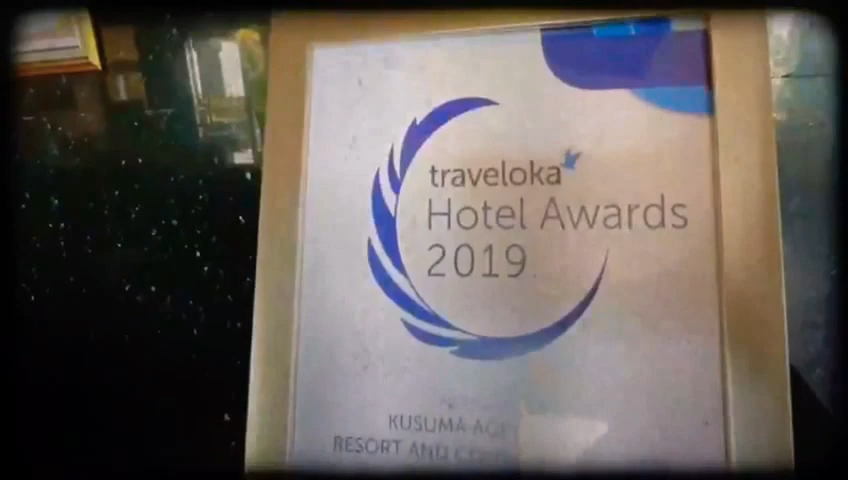 traveloka
Hotel Awards
2019
KUSUMA
RESORT AND